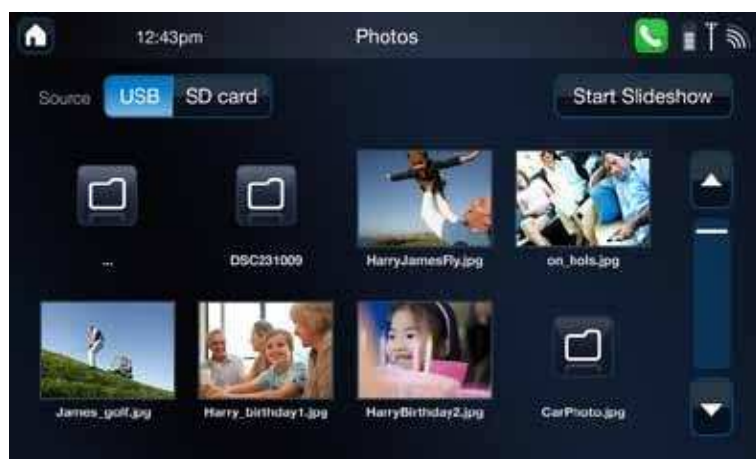 12:43pm Photos
Source USB SD card Start Slideshow
... DSC231009 HarryJamesFly.jpg on_hols.jpg
James_golf.jpg Harry_birthday1.jpg HarryBirthday2.jpg CarPhoto.jpg